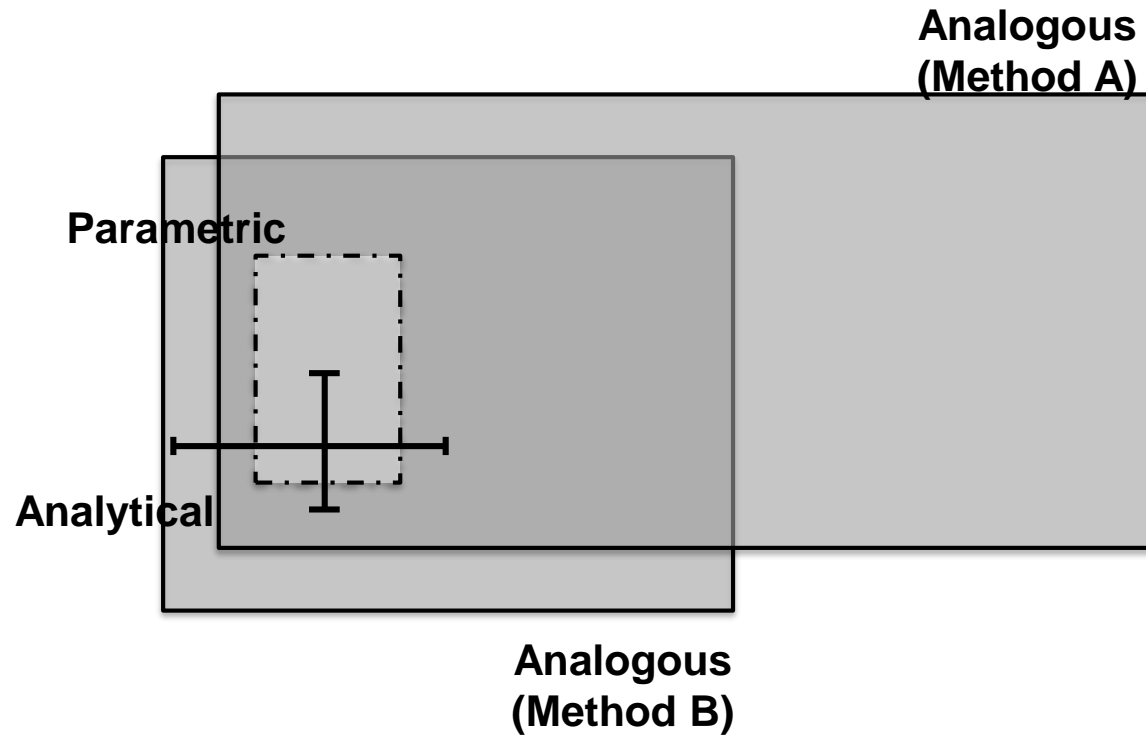 Analogous
(Method A)
Parametric
Analytical
Analogous
(Method B)